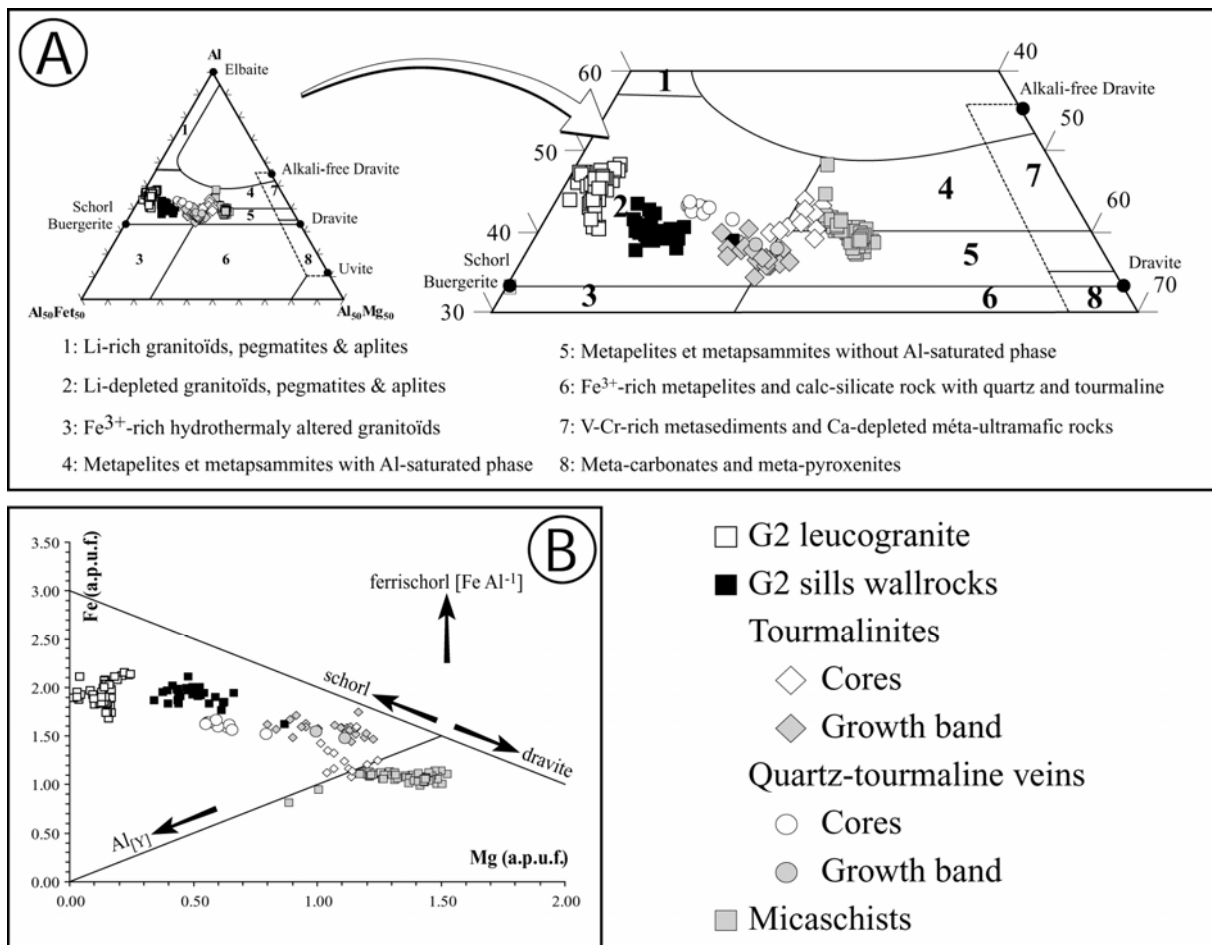 A
Al
Elbaite
1
Alkali-free Dravite
4
7
2
5
Schorl
Buergerite
Dravite
3
6
8
Uvite
Al₅₀Fet₅₀
Al₅₀Mg₅₀
60
1
40
Alkali-free Dravite
50
50
4
7
2
60
40
5
Schorl
Buergerite
Dravite
3
6
8
70
30
1: Li-rich granitoïds, pegmatites & aplites
2: Li-depleted granitoïds, pegmatites & aplites
3: Fe³⁺-rich hydrothermaly altered granitoïds
4: Metapelites et metapsammites with Al-saturated phase
5: Metapelites et metapsammites without Al-saturated phase
6: Fe³⁺-rich metapelites and calc-silicate rock with quartz and tourmaline
7: V-Cr-rich metasediments and Ca-depleted méta-ultramafic rocks
8: Meta-carbonates and meta-pyroxenites
B
Fe (a.p.u.f.)
3.50
3.00
2.50
2.00
1.50
1.00
0.50
0.00
ferrischorl [Fe Al⁻¹]
schorl
dravite
Al[Y]
Mg (a.p.u.f.)
0.00
0.50
1.00
1.50
2.00
G2 leucogranite
G2 sills wallrocks
Tourmalinites
Cores
Growth band
Quartz-tourmaline veins
Cores
Growth band
Micaschists